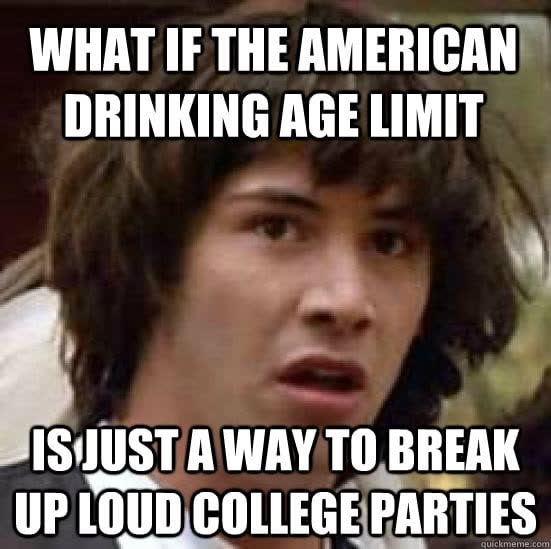 WHAT IF THE AMERICAN
DRINKING AGE LIMIT
IS JUST A WAY TO BREAK
UP LOUD COLLEGE PARTIES
quickmeme.com